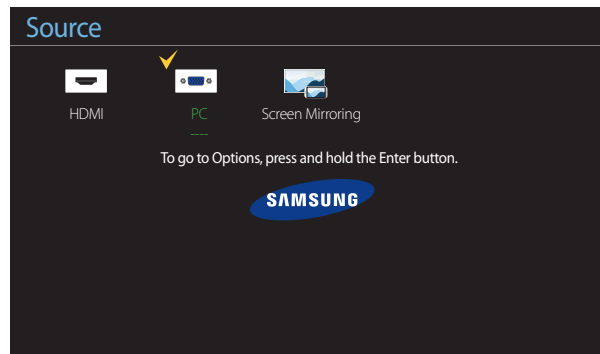 Source
HDMI
PC
Screen Mirroring
----
To go to Options, press and hold the Enter button.
SAMSUNG